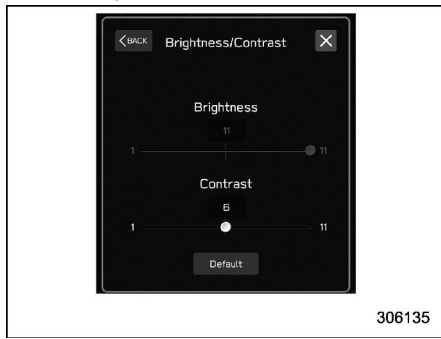 BACK Brightness/Contrast X
Brightness
11
1 11
Contrast
6
1 11
Default
306135